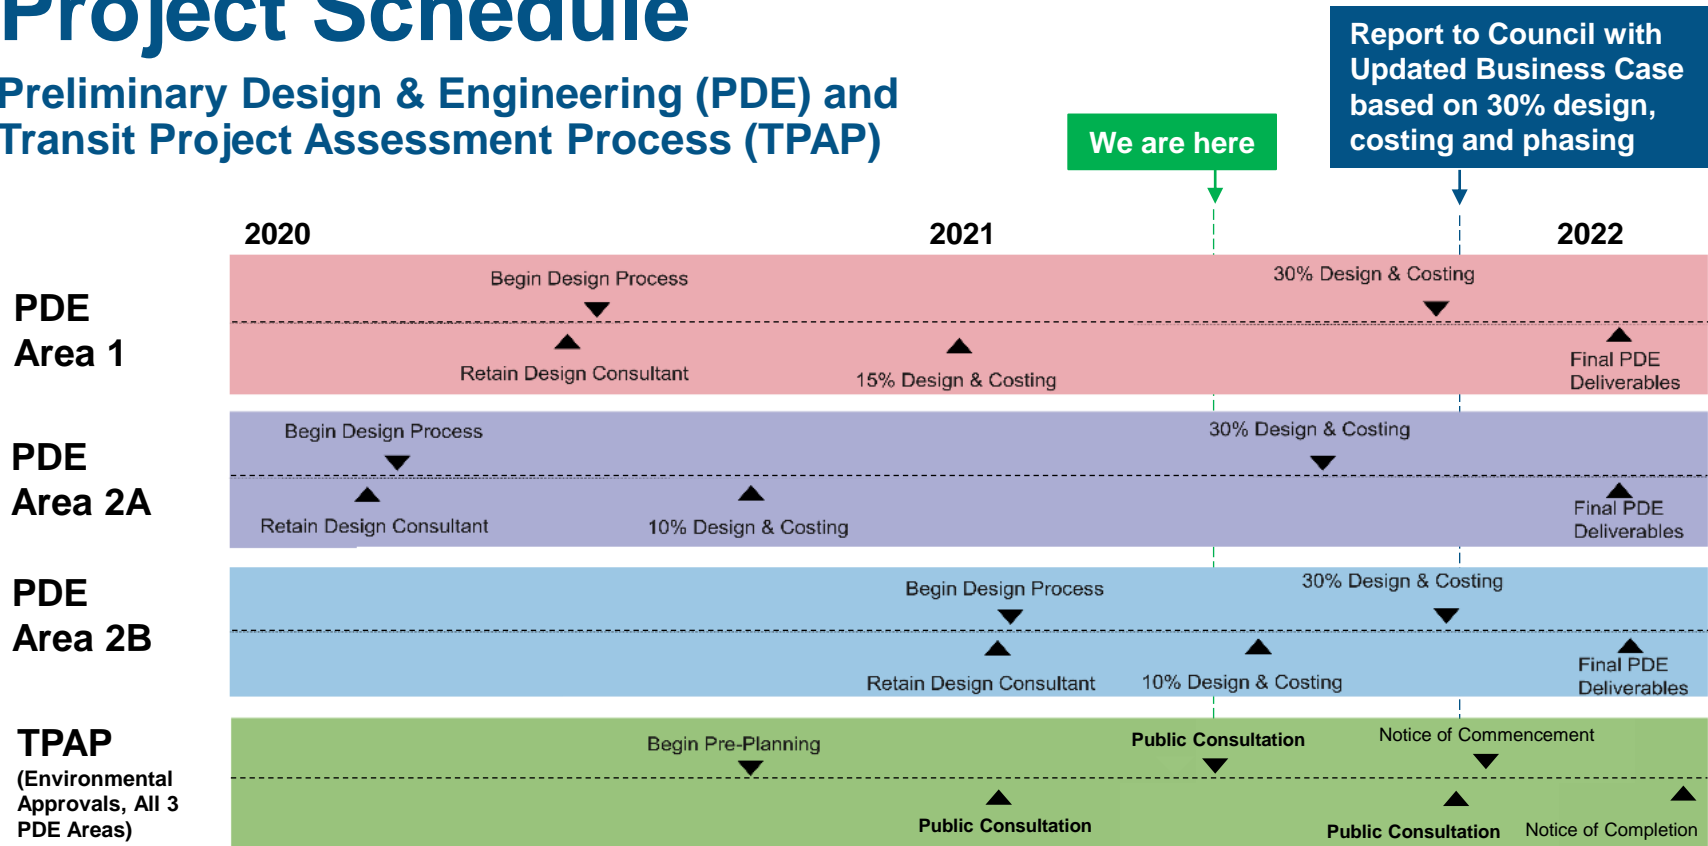 Project Schedule
Preliminary Design & Engineering (PDE) and
Transit Project Assessment Process (TPAP)
We are here
Report to Council with
Updated Business Case
based on 30% design,
costing and phasing
2020
2021
2022
PDE
Area 1
Begin Design Process
30% Design & Costing
Retain Design Consultant
15% Design & Costing
Final PDE
Deliverables
PDE
Area 2A
Begin Design Process
30% Design & Costing
Retain Design Consultant
10% Design & Costing
Final PDE
Deliverables
PDE
Area 2B
Begin Design Process
30% Design & Costing
Retain Design Consultant
10% Design & Costing
Final PDE
Deliverables
TPAP
(Environmental
Approvals, All 3
PDE Areas)
Begin Pre-Planning
Public Consultation
Notice of Commencement
Public Consultation
Public Consultation
Notice of Completion